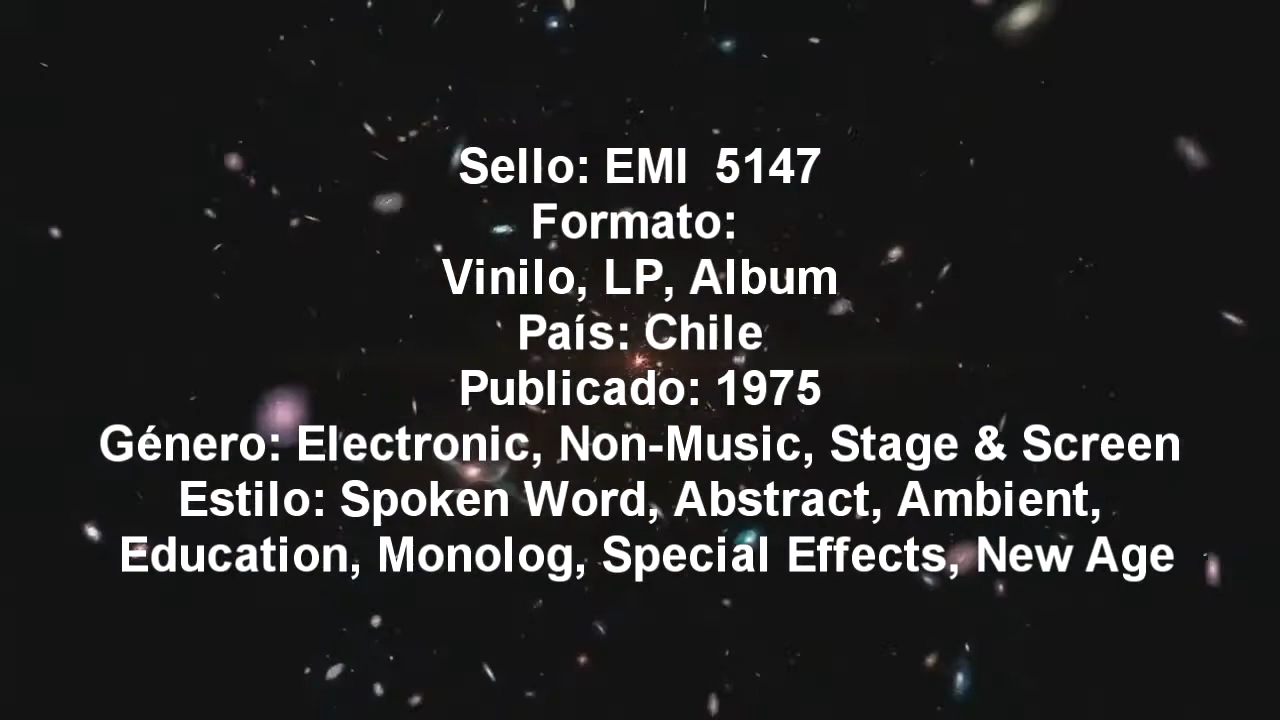 Sello: EMI  5147
Formato:
Vinilo, LP, Album
País: Chile
Publicado: 1975
Género: Electronic, Non-Music, Stage & Screen
Estilo: Spoken Word, Abstract, Ambient,
Education, Monolog, Special Effects, New Age